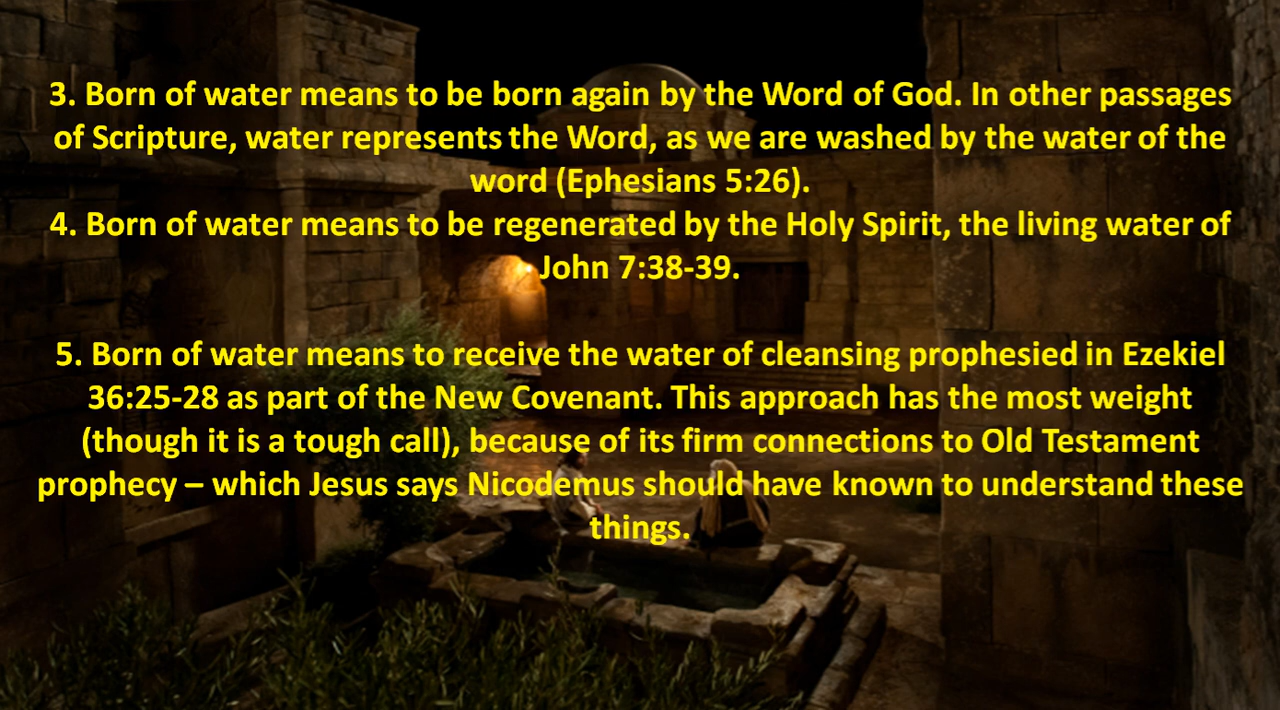 3. Born of water means to be born again by the Word of God. In other passages
of Scripture, water represents the Word, as we are washed by the water of the
word (Ephesians 5:26).
4. Born of water means to be regenerated by the Holy Spirit, the living water of
John 7:38-39.
5. Born of water means to receive the water of cleansing prophesied in Ezekiel
36:25-28 as part of the New Covenant. This approach has the most weight
(though it is a tough call), because of its firm connections to Old Testament
prophecy – which Jesus says Nicodemus should have known to understand these
things.